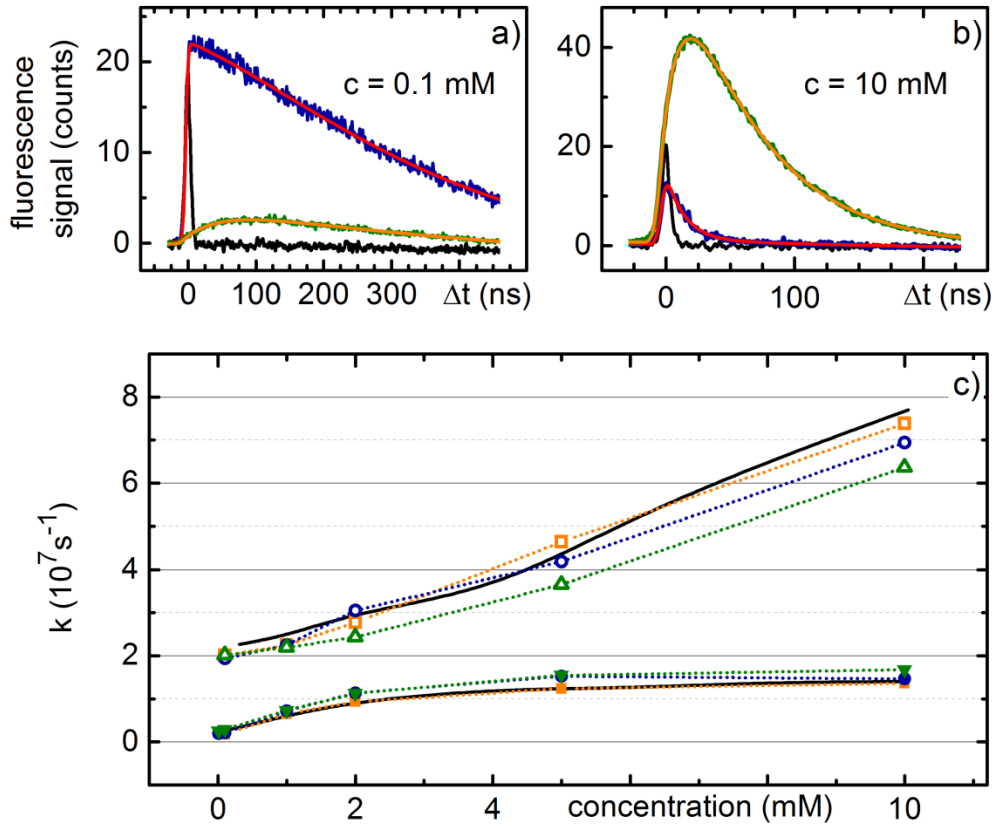 fluorescence
signal (counts)
20
10
0
a)
c = 0.1 mM
0 100 200 300 Δt (ns)
40
20
0
b)
c = 10 mM
0 100 Δt (ns)
c)
k (10⁷s⁻¹)
8
6
4
2
0
0 2 4 concentration (mM) 10